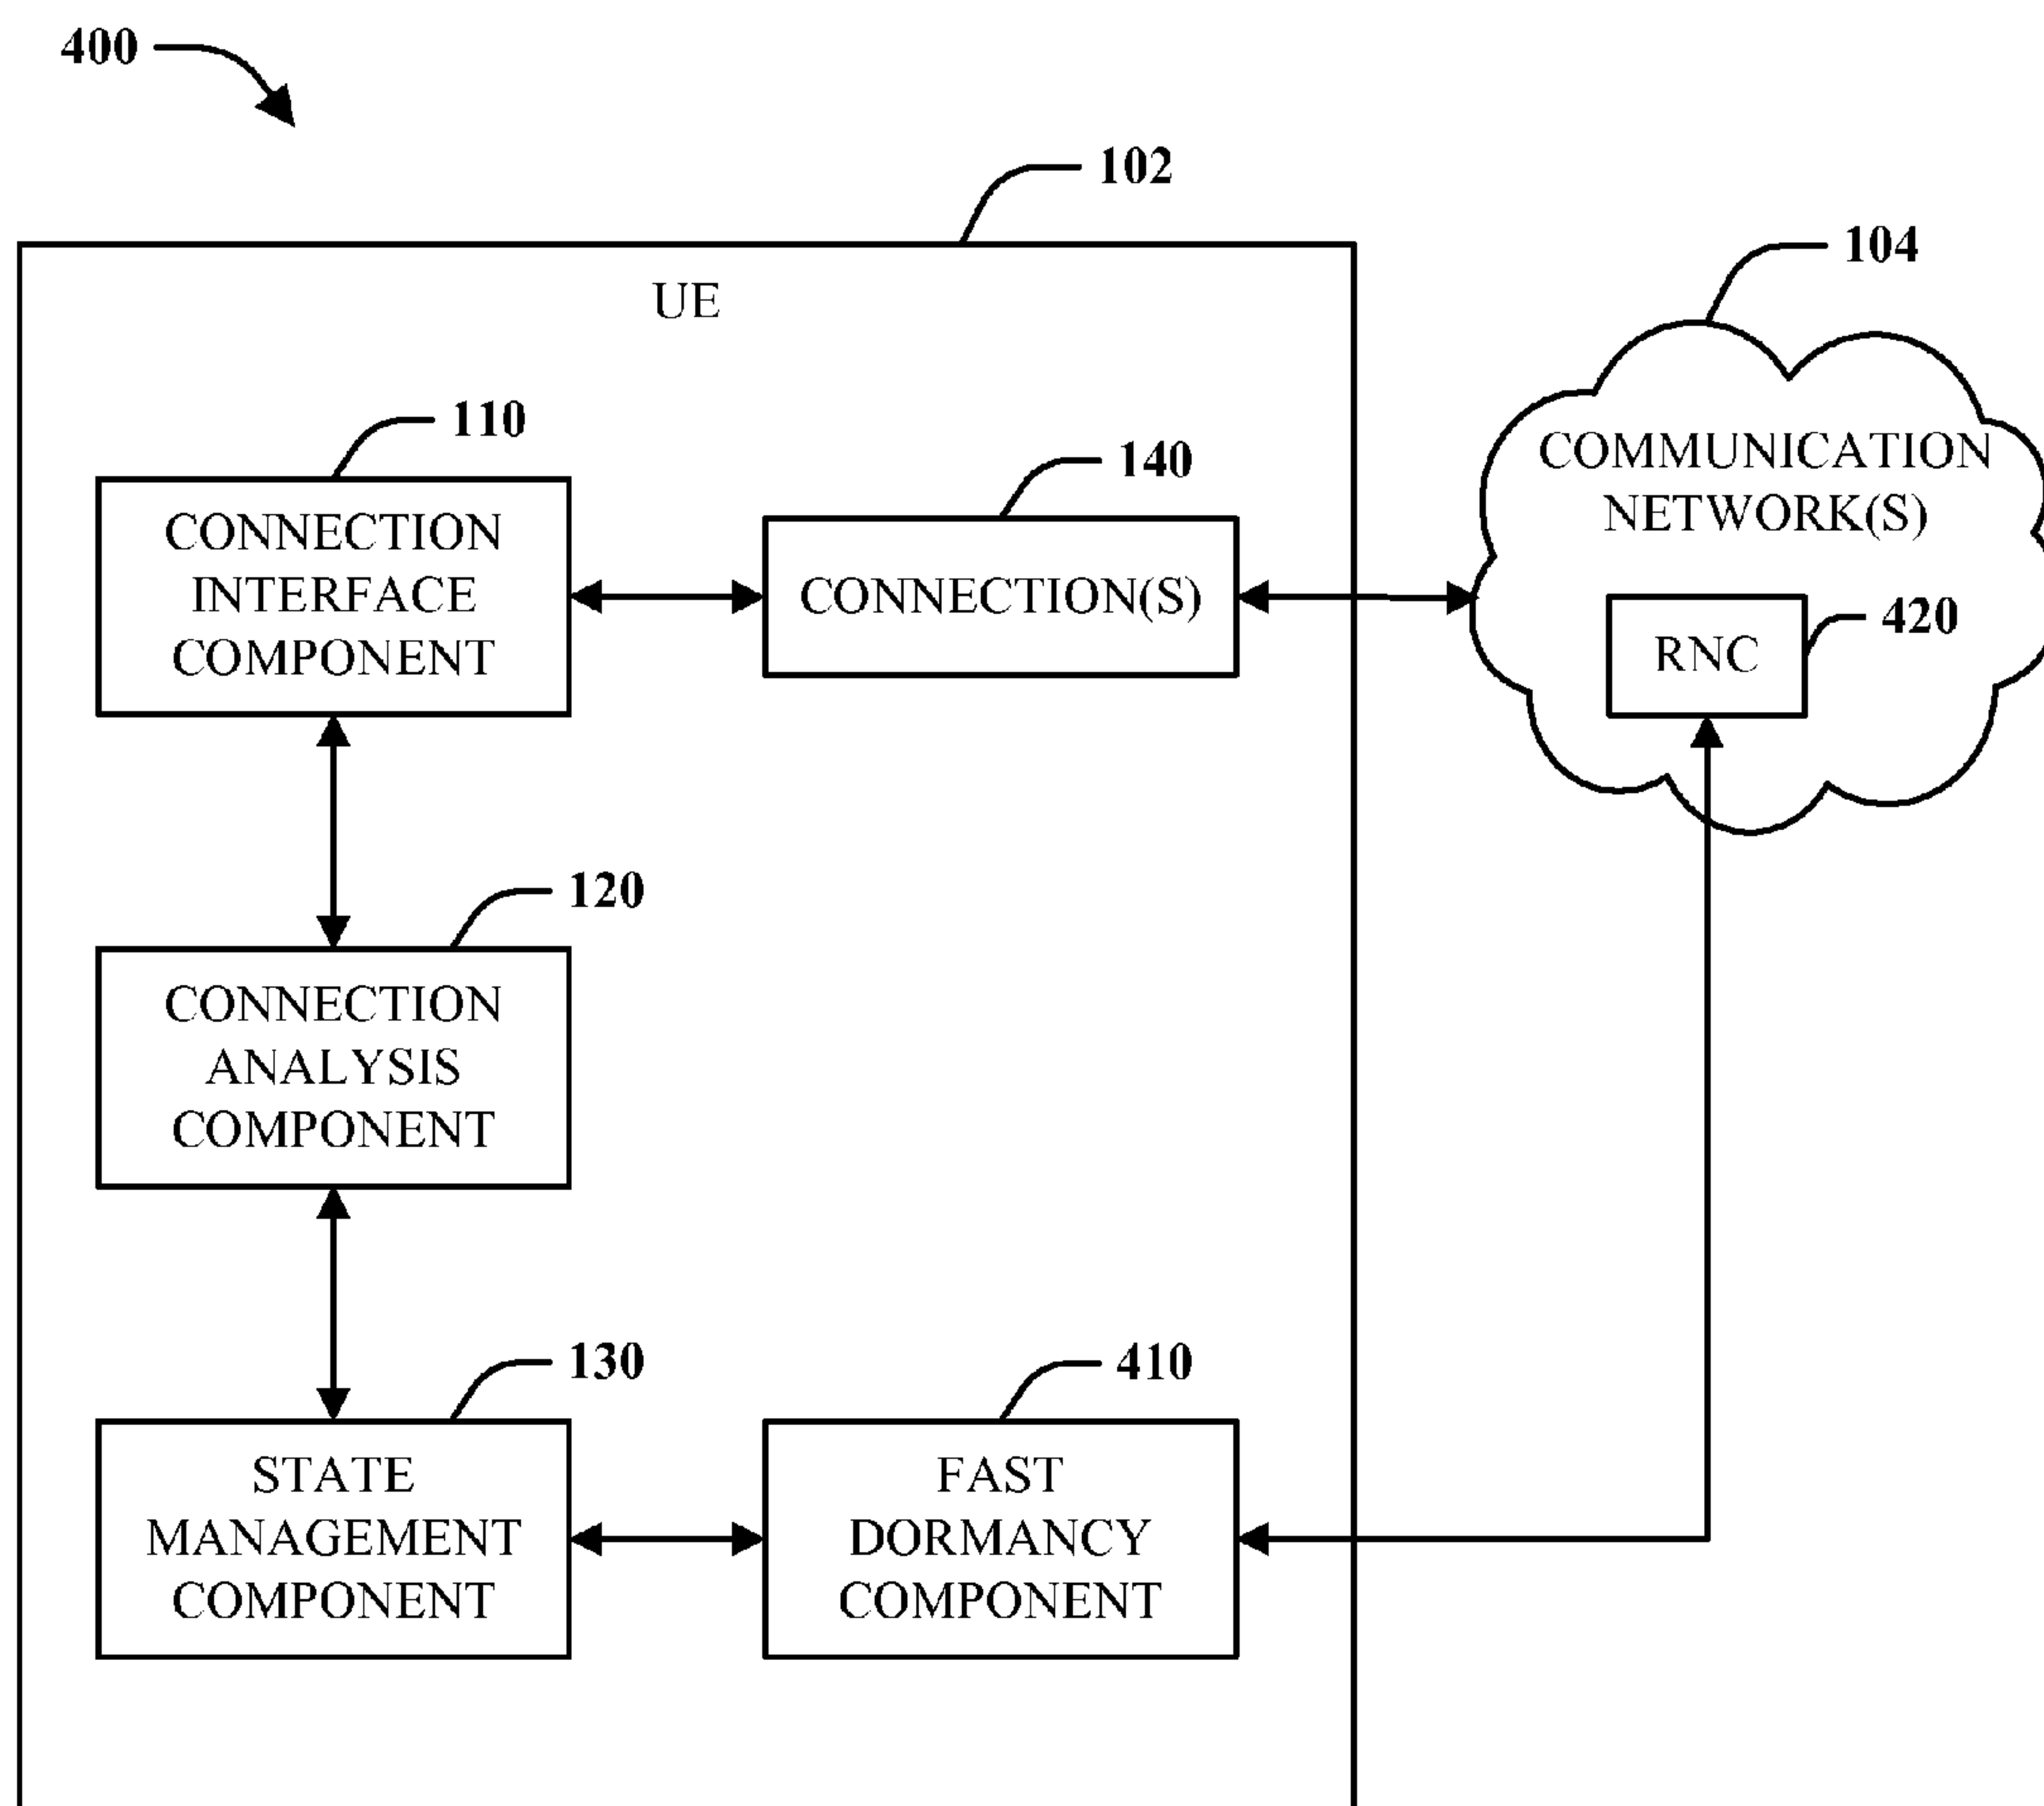 400
102
104
UE
110
140
COMMUNICATION
NETWORK(S)
CONNECTION
INTERFACE
COMPONENT
CONNECTION(S)
420
RNC
120
CONNECTION
ANALYSIS
COMPONENT
130
410
STATE
MANAGEMENT
COMPONENT
FAST
DORMANCY
COMPONENT